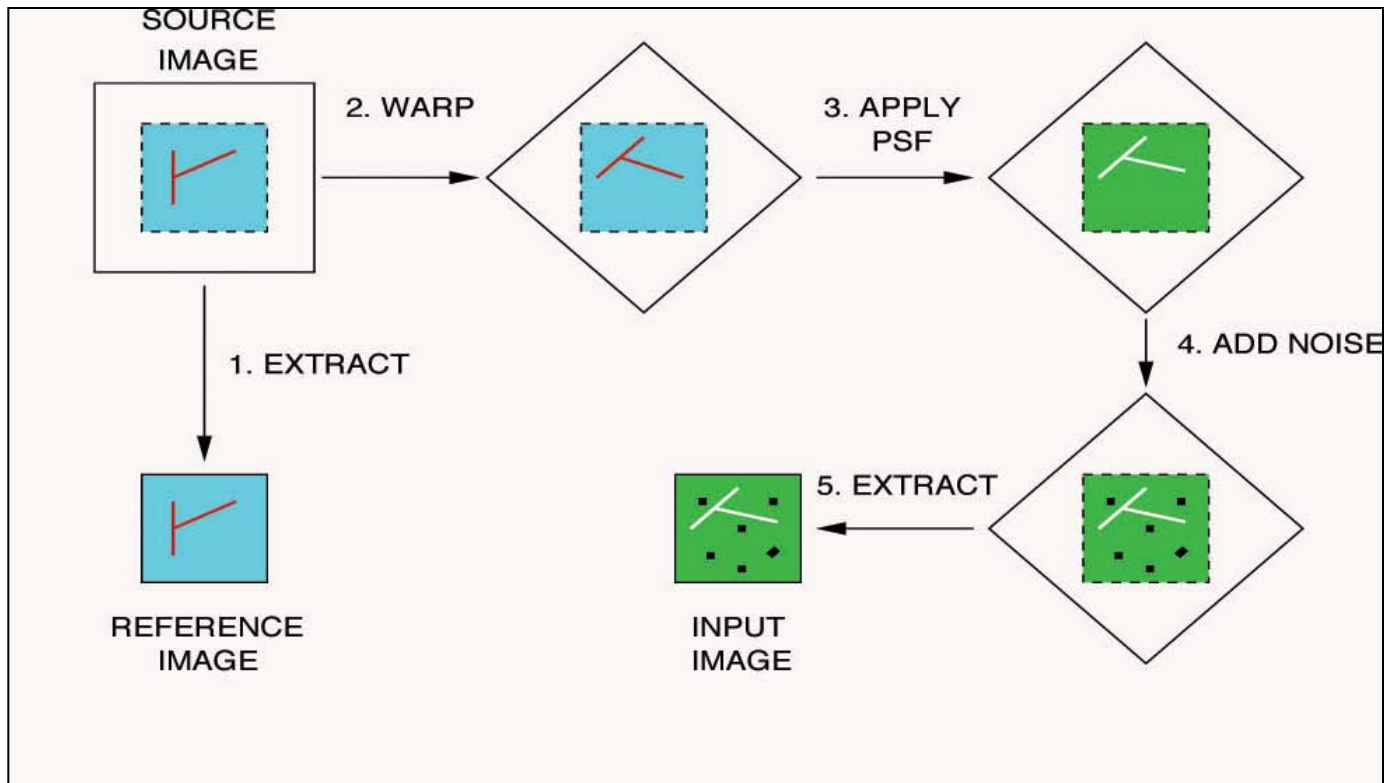 SOURCE
IMAGE
2. WARP
3. APPLY
PSF
1. EXTRACT
4. ADD NOISE
5. EXTRACT
REFERENCE
IMAGE
INPUT
IMAGE